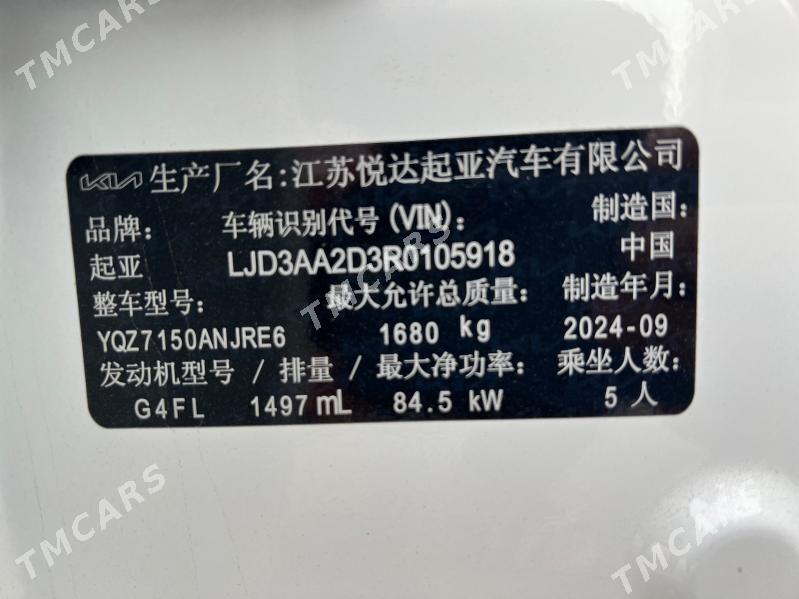 TMCARS
TMCARS
KIA 生产厂名:江苏悦达起亚汽车有限公司
品牌: 车辆识别代号(VIN): 制造国:
起亚 LJD3AA2D3R0105918 中国
整车型号: 最大允许总质量: 制造年月:
YQZ7150ANJRE6 1680 kg 2024-09
发动机型号 / 排量 / 最大净功率: 乘坐人数:
G4FL 1497mL 84.5 kW 5 人
TMCARS
TMCARS
TMCARS